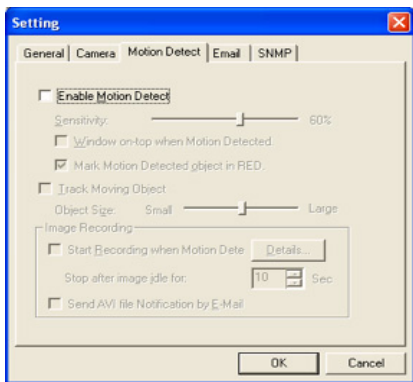 Setting
General Camera Motion Detect Email SNMP
Enable Motion Detect
Sensitivity: 60%
Window on-top when Motion Detected.
Mark Motion Detected object in RED.
Track Moving Object
Object Size: Small Large
Image Recording
Start Recording when Motion Dete Details...
Stop after image idle for: 10 Sec
Send AVI file Notification by E-Mail
OK Cancel